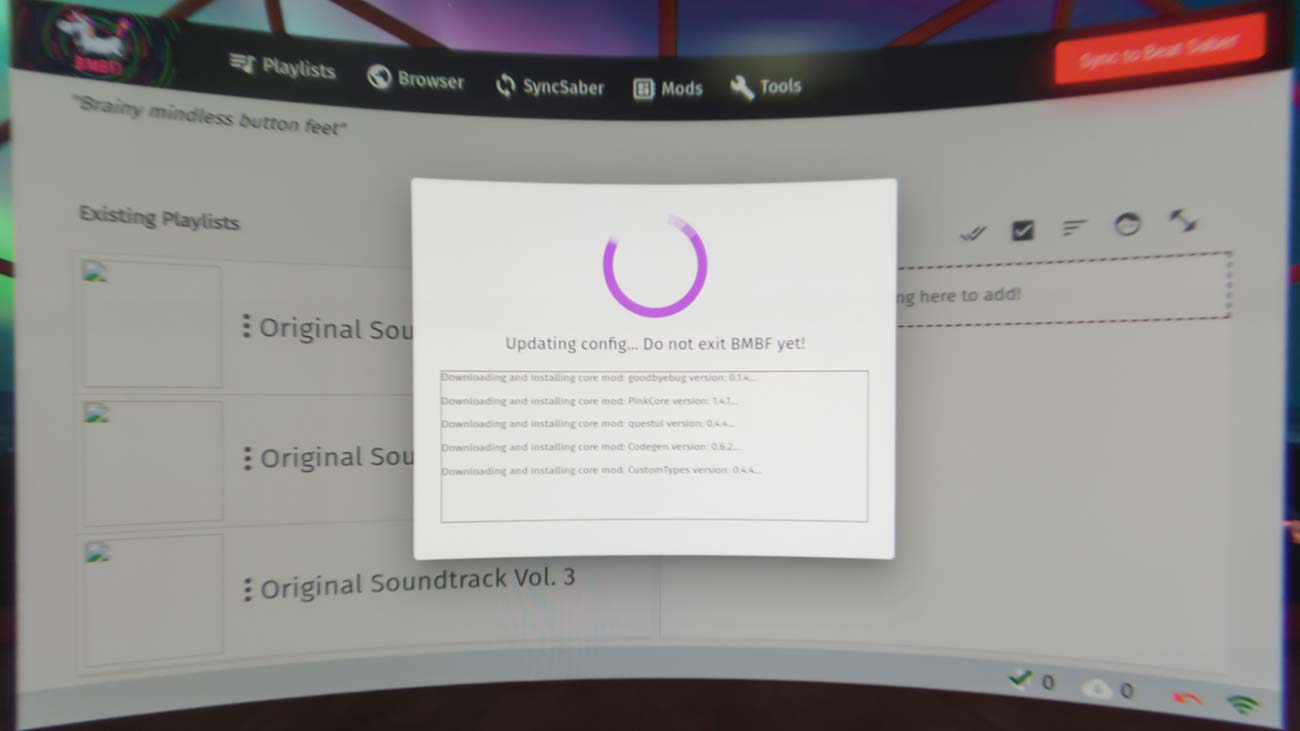 BMBF!
Playlists
Browser
SyncSaber
Mods
Tools
Sync to Beat Saber
"Brainy mindless button feet"
Existing Playlists
Original Sou
Original Sou
Original Soundtrack Vol. 3
ng here to add!
Updating config... Do not exit BMBF yet!
Downloading and installing core mod: goodbyebug version: 0.1.4...
Downloading and installing core mod: PinkCore version: 1.4.1...
Downloading and installing core mod: questui version: 0.4.4...
Downloading and installing core mod: Codegen version: 0.6.2...
Downloading and installing core mod: CustomTypes version: 0.4.4...
0
0